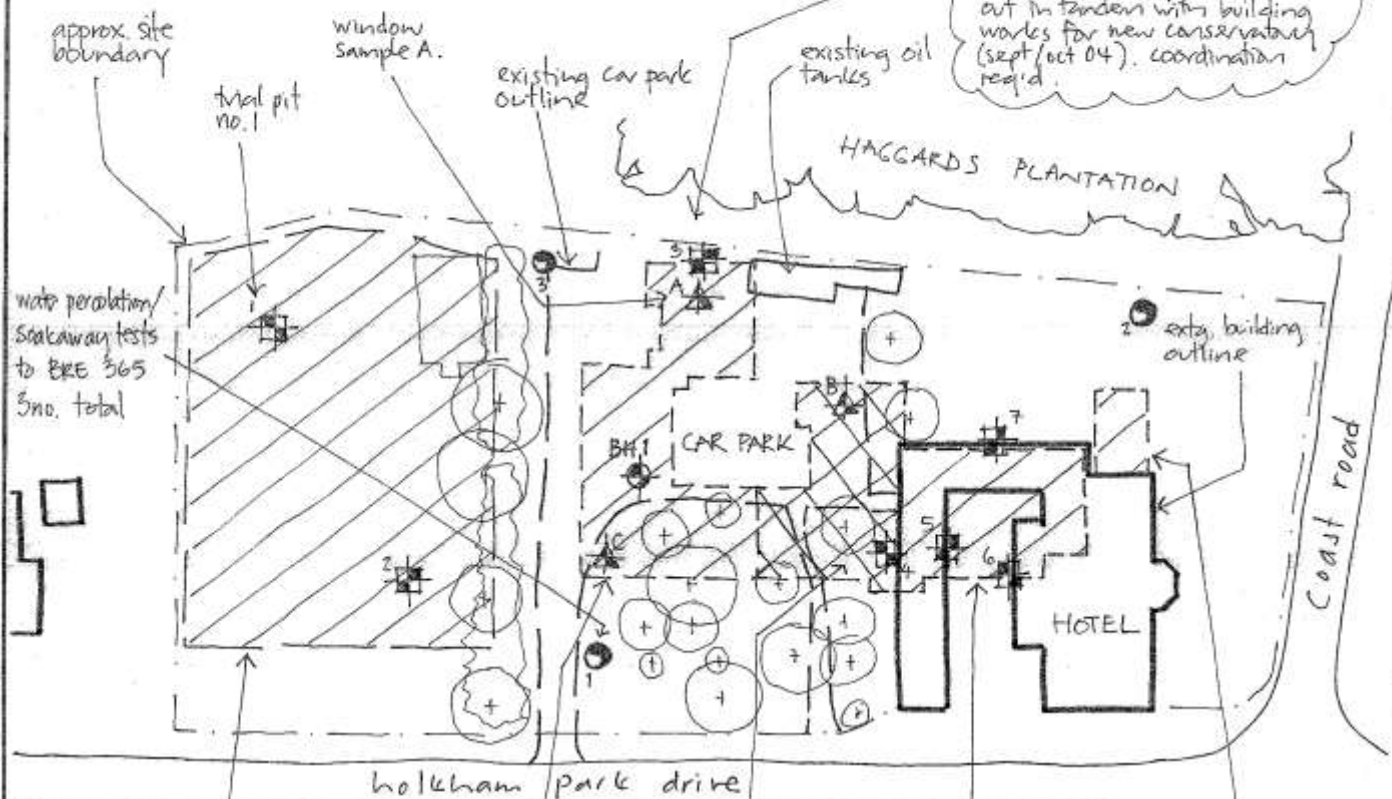 approx. site
boundary
window
sample A.
trial pit
no. 1
existing car park
outline
existing oil
tanks
out in tandem with building
works for new conservatory
(sept/oct 04). coordination
req'd.
HAGGARDS PLANTATION
water percolation/
soakaway tests
to BRE 365
3no. total
1
3
3
A
2
extg. building
outline
B
7
BH 1
CAR PARK
C
2
4
5
6
HOTEL
1
Coast road
holkham park drive